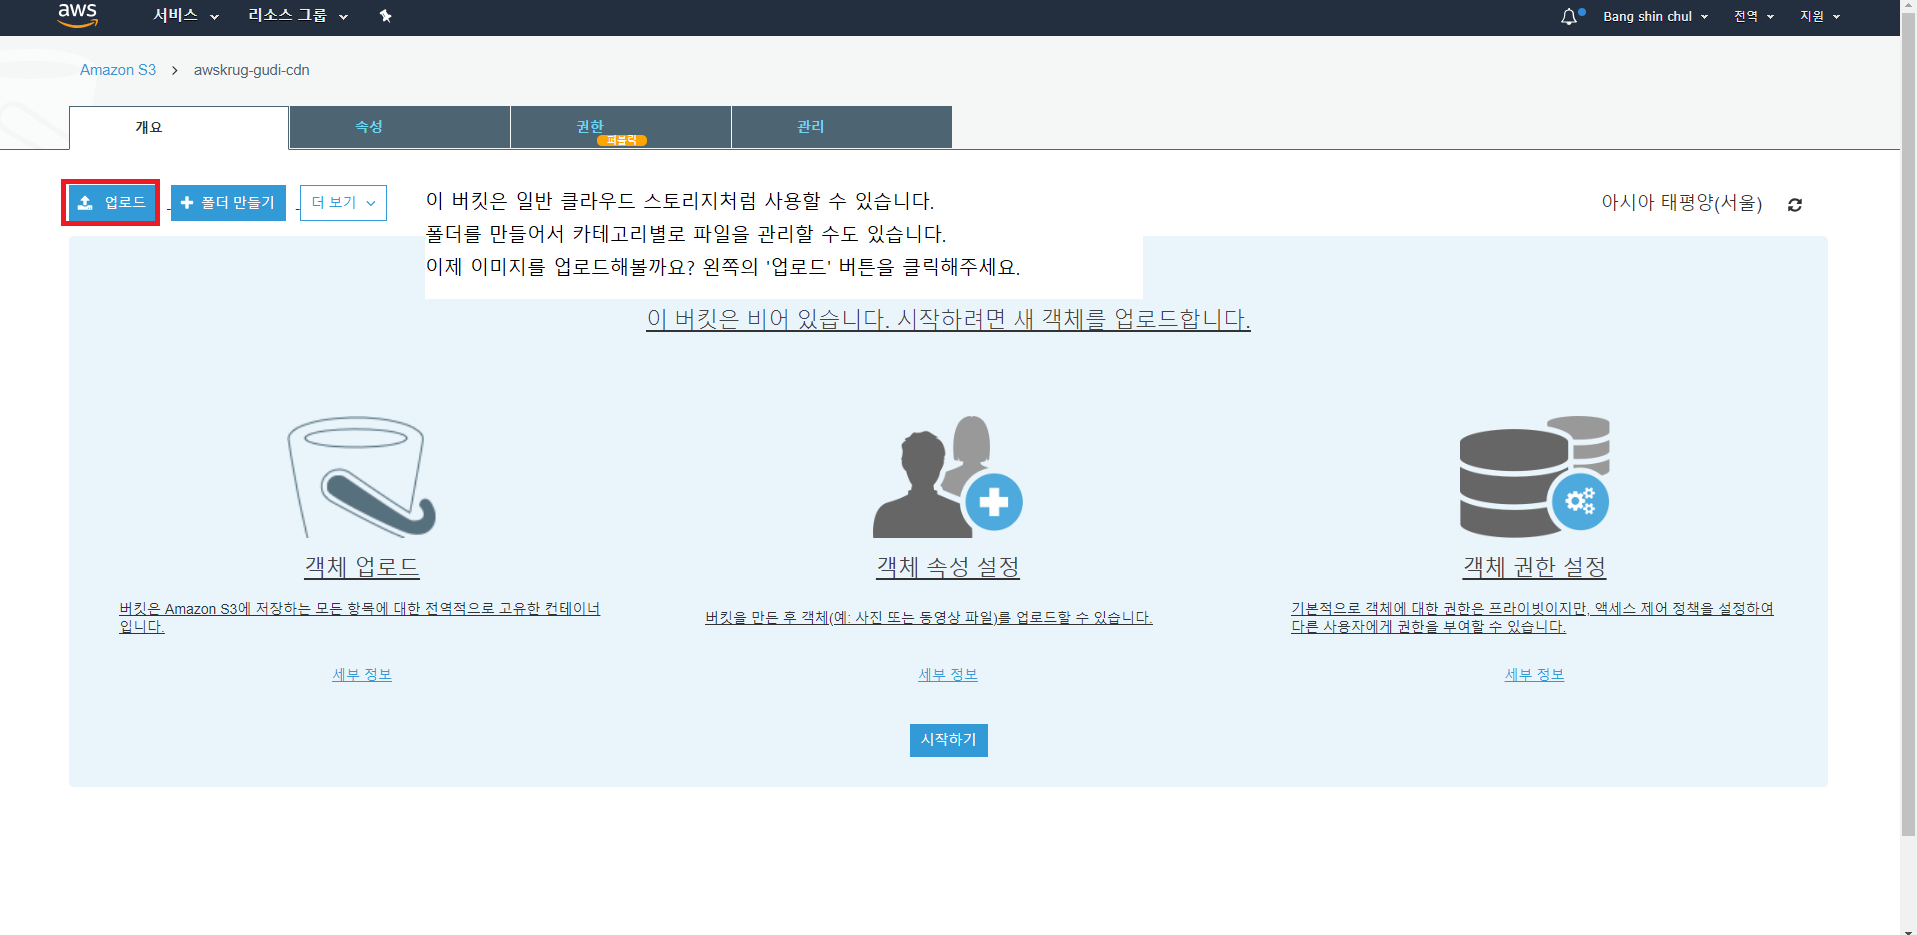 aws
서비스
리소스 그룹
Bang shin chul
전역
지원
Amazon S3 > awskrug-gudi-cdn
개요
속성
권한
퍼블릭
관리
업로드
폴더 만들기
더 보기
이 버킷은 일반 클라우드 스토리지처럼 사용할 수 있습니다.
폴더를 만들어서 카테고리별로 파일을 관리할 수도 있습니다.
이제 이미지를 업로드해볼까요? 왼쪽의 '업로드' 버튼을 클릭해주세요.
아시아 태평양(서울)
이 버킷은 비어 있습니다. 시작하려면 새 객체를 업로드합니다.
객체 업로드
버킷은 Amazon S3에 저장하는 모든 항목에 대한 전역적으로 고유한 컨테이너
입니다.
세부 정보
객체 속성 설정
버킷을 만든 후 객체(예: 사진 또는 동영상 파일)를 업로드할 수 있습니다.
세부 정보
객체 권한 설정
기본적으로 객체에 대한 권한은 프라이빗이지만, 액세스 제어 정책을 설정하여
다른 사용자에게 권한을 부여할 수 있습니다.
세부 정보
시작하기